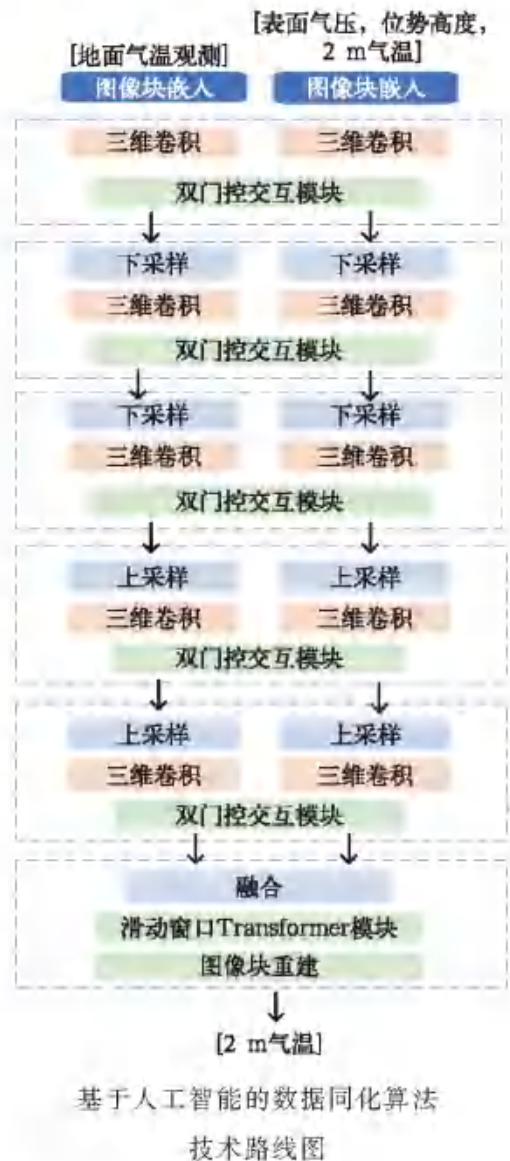 [地面气温观测]
[表面气压，位势高度，
2 m气温]
图像块嵌入
图像块嵌入
三维卷积
三维卷积
双门控交互模块
下采样
下采样
三维卷积
三维卷积
双门控交互模块
下采样
下采样
三维卷积
三维卷积
双门控交互模块
上采样
上采样
三维卷积
三维卷积
双门控交互模块
上采样
上采样
三维卷积
三维卷积
双门控交互模块
融合
滑动窗口Transformer模块
图像块重建
[2 m气温]
基于人工智能的数据同化算法
技术路线图